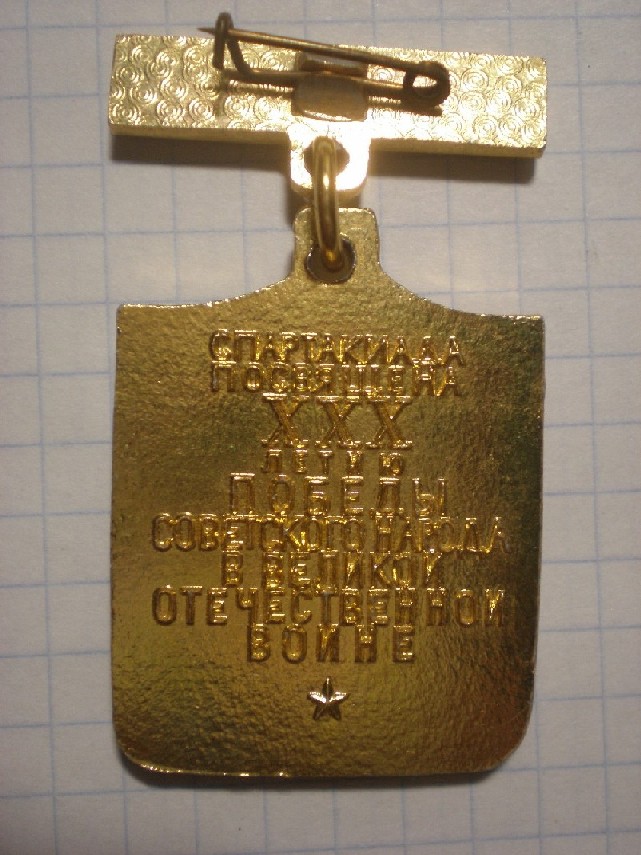 СПАРТАКИАДА
ПОСВЯЩЕНА
XXX
ЛЕТИЮ
ПОБЕДЫ
СОВЕТСКОГО НАРОДА
В ВЕЛИКОЙ
ОТЕЧЕСТВЕННОЙ
ВОЙНЕ